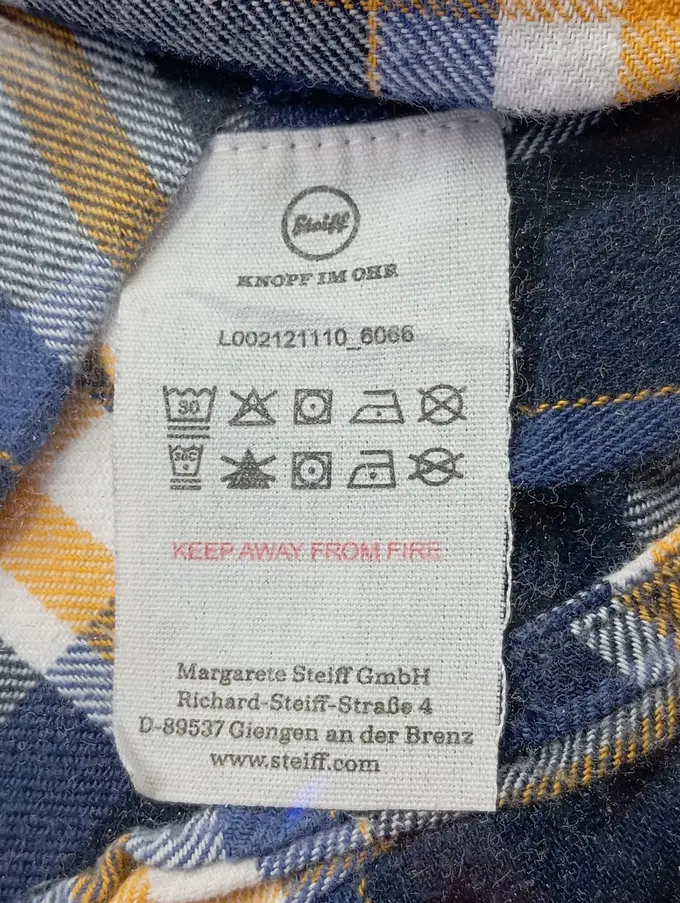 Steiff
KNOPF IM OHR
L002121110_6066
30
30C
KEEP AWAY FROM FIRE
Margarete Steiff GmbH
Richard-Steiff-Straße 4
D-89537 Giengen an der Brenz
www.steiff.com